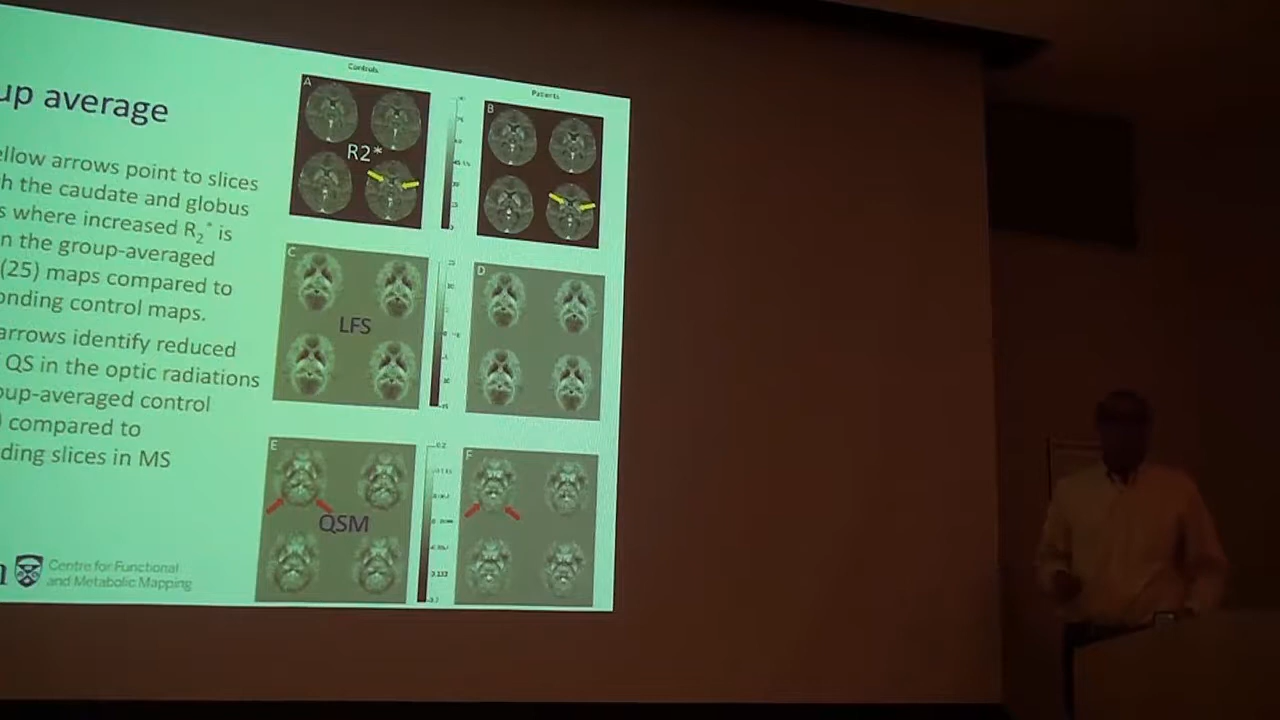 up average
ellow arrows point to slices
h the caudate and globus
s where increased R2* is
n the group-averaged
(25) maps compared to
onding control maps.
arrows identify reduced
QS in the optic radiations
oup-averaged control
) compared to
ding slices in MS
Centre for Functional
and Metabolic Mapping
Controls
Patients
A
B
R2*
C
D
LFS
E
F
QSM